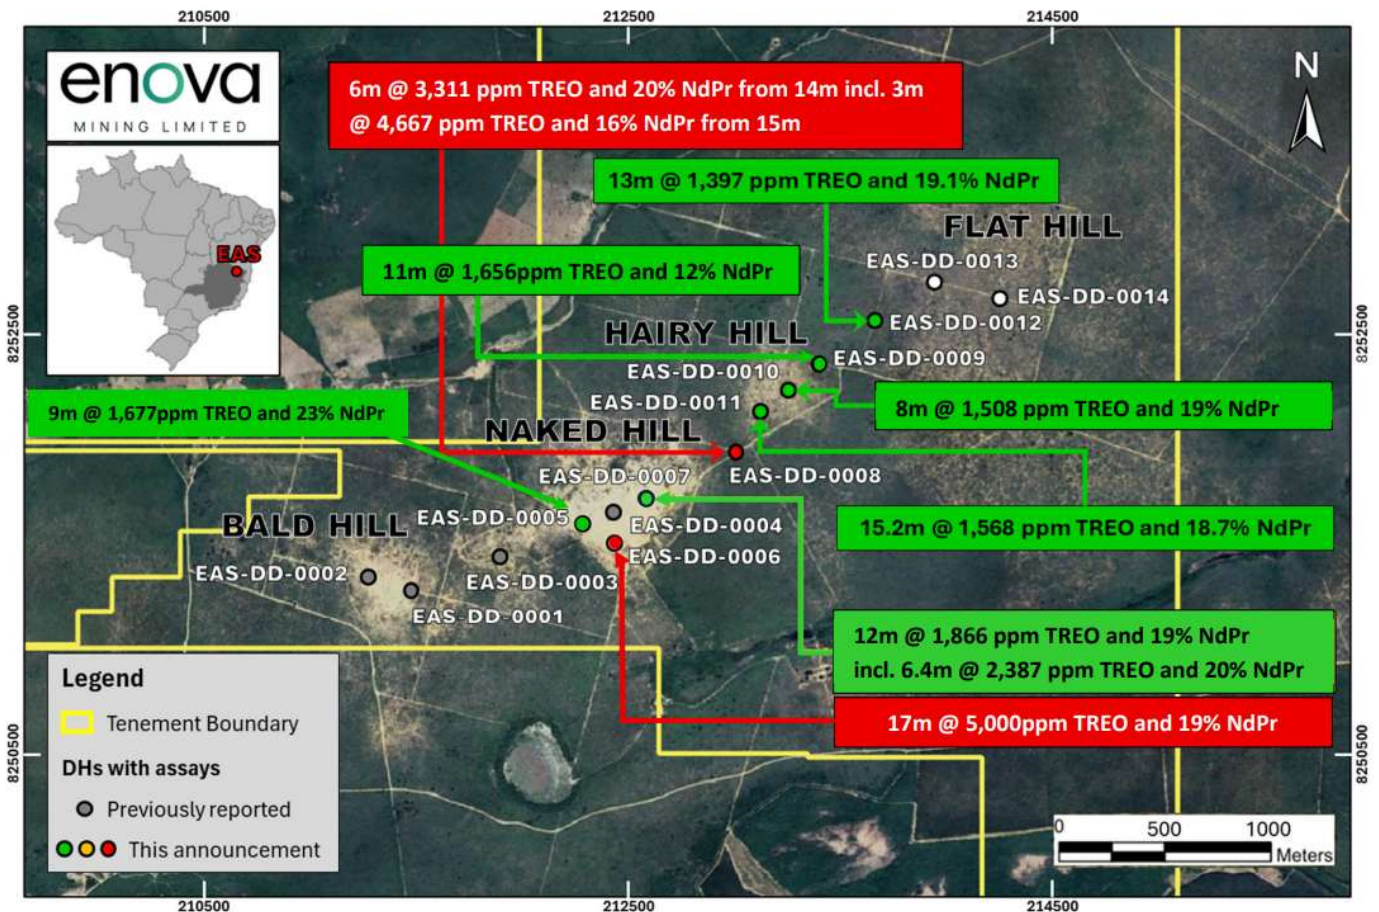 210500
212500
214500
enova
MINING LIMITED
EAS
6m @ 3,311 ppm TREO and 20% NdPr from 14m incl. 3m
@ 4,667 ppm TREO and 16% NdPr from 15m
N
13m @ 1,397 ppm TREO and 19.1% NdPr
FLAT HILL
11m @ 1,656ppm TREO and 12% NdPr
EAS-DD-0013
EAS-DD-0014
EAS-DD-0012
8252500
8252500
HAIRY HILL
EAS-DD-0009
EAS-DD-0010
EAS-DD-0011
8m @ 1,508 ppm TREO and 19% NdPr
9m @ 1,677ppm TREO and 23% NdPr
NAKED HILL
EAS-DD-0007
EAS-DD-0008
BALD HILL
EAS-DD-0005
EAS-DD-0004
15.2m @ 1,568 ppm TREO and 18.7% NdPr
EAS-DD-0006
EAS-DD-0002
EAS-DD-0003
EAS-DD-0001
12m @ 1,866 ppm TREO and 19% NdPr
incl. 6.4m @ 2,387 ppm TREO and 20% NdPr
17m @ 5,000ppm TREO and 19% NdPr
Legend
Tenement Boundary
DHs with assays
Previously reported
This announcement
8250500
8250500
0 500 1000
Meters
210500
212500
214500